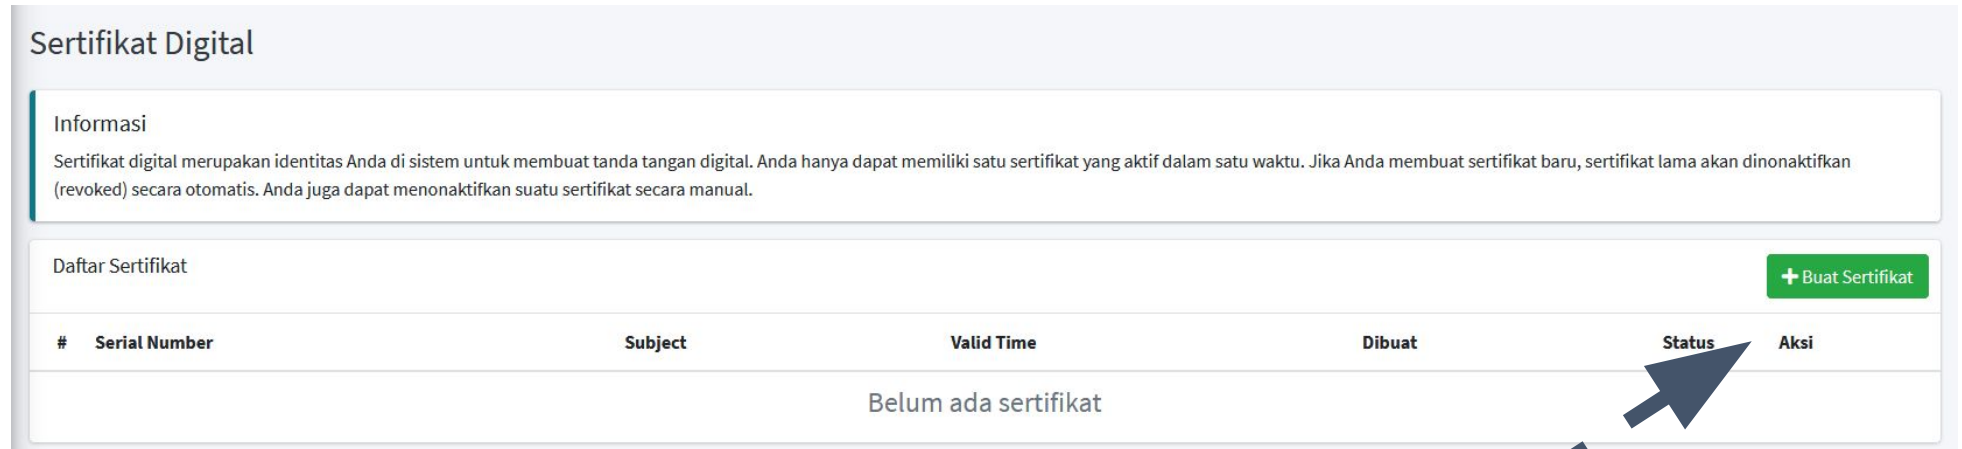 Sertifikat Digital
Informasi
Sertifikat digital merupakan identitas Anda di sistem untuk membuat tanda tangan digital. Anda hanya dapat memiliki satu sertifikat yang aktif dalam satu waktu. Jika Anda membuat sertifikat baru, sertifikat lama akan dinonaktifkan
(revoked) secara otomatis. Anda juga dapat menonaktifkan suatu sertifikat secara manual.
Daftar Sertifikat
+ Buat Sertifikat
# Serial Number Subject Valid Time Dibuat Status Aksi
Belum ada sertifikat